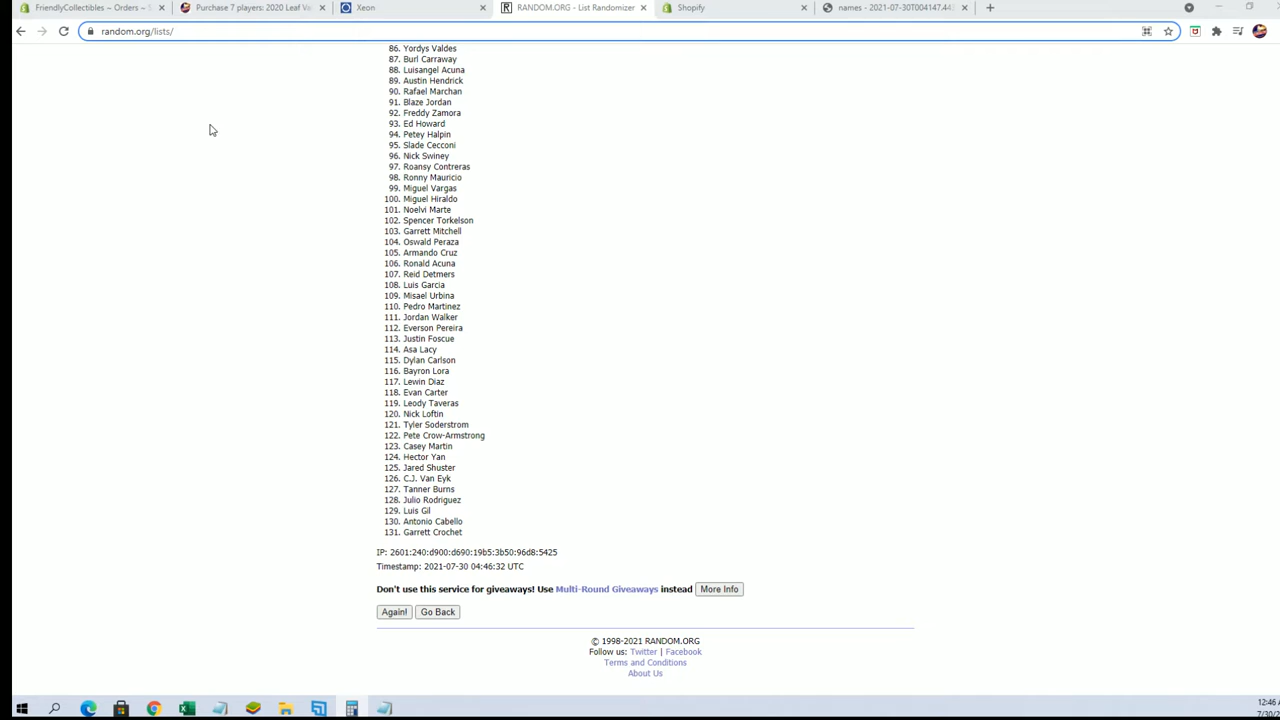 FriendlyCollectibles ~ Orders ~ S
Purchase 7 players: 2020 Leaf Va
Xeon
RANDOM.ORG - List Randomizer
Shopify
names - 2021-07-30T004147.44
random.org/lists/
86. Yordys Valdes
87. Burl Carraway
88. Luisangel Acuna
89. Austin Hendrick
90. Rafael Marchan
91. Blaze Jordan
92. Freddy Zamora
93. Ed Howard
94. Petey Halpin
95. Slade Cecconi
96. Nick Swiney
97. Roansy Contreras
98. Ronny Mauricio
99. Miguel Vargas
100. Miguel Hiraldo
101. Noelvi Marte
102. Spencer Torkelson
103. Garrett Mitchell
104. Oswald Peraza
105. Armando Cruz
106. Ronald Acuna
107. Reid Detmers
108. Luis Garcia
109. Misael Urbina
110. Pedro Martinez
111. Jordan Walker
112. Everson Pereira
113. Justin Foscue
114. Asa Lacy
115. Dylan Carlson
116. Bayron Lora
117. Lewin Diaz
118. Evan Carter
119. Leody Taveras
120. Nick Loftin
121. Tyler Soderstrom
122. Pete Crow-Armstrong
123. Casey Martin
124. Hector Yan
125. Jared Shuster
126. C.J. Van Eyk
127. Tanner Burns
128. Julio Rodriguez
129. Luis Gil
130. Antonio Cabello
131. Garrett Crochet
IP: 2601:240:d900:d690:19b5:3b50:96d8:5425
Timestamp: 2021-07-30 04:46:32 UTC
Don't use this service for giveaways! Use Multi-Round Giveaways instead More Info
Again! Go Back
© 1998-2021 RANDOM.ORG
Follow us: Twitter | Facebook
Terms and Conditions
About Us
12:46 A
7/30/2